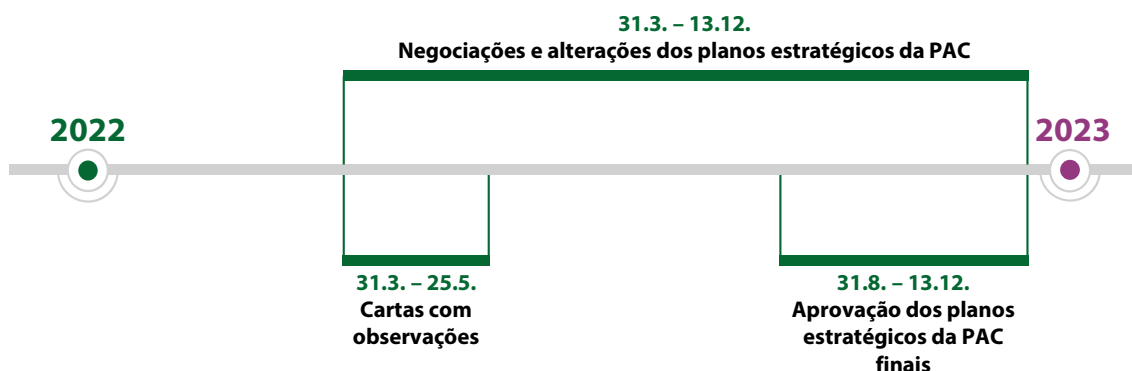 31.3. – 13.12.
Negociações e alterações dos planos estratégicos da PAC
2022
2023
31.3. – 25.5.
Cartas com
observações
31.8. – 13.12.
Aprovação dos planos
estratégicos da PAC
finais